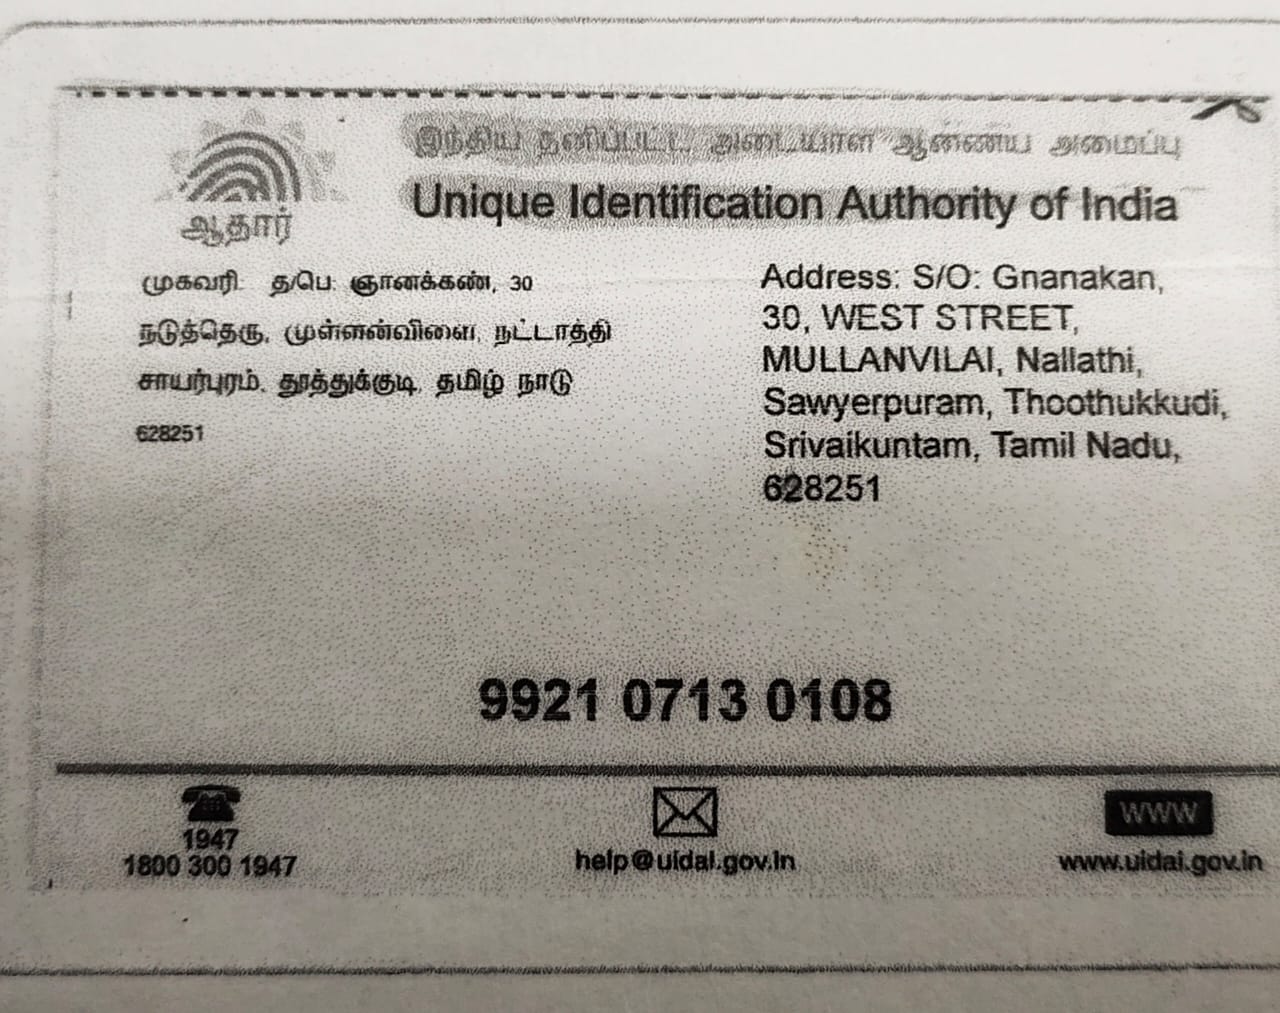 இந்திய தனிப்பட்ட அடையாள ஆணைய அமைப்பு
Unique Identification Authority of India
ஆதார்
முகவரி: த/பெ: ஞானக்கண், 30
நடுத்தெரு, முள்ளன்விளை, நட்டாத்தி
சாயர்புரம், தூத்துக்குடி, தமிழ் நாடு
628251
Address: S/O: Gnanakan,
30, WEST STREET,
MULLANVILAI, Nallathi,
Sawyerpuram, Thoothukkudi,
Srivaikuntam, Tamil Nadu,
628251
9921 0713 0108
1947
1800 300 1947
help@uidai.gov.in
www
www.uidai.gov.in